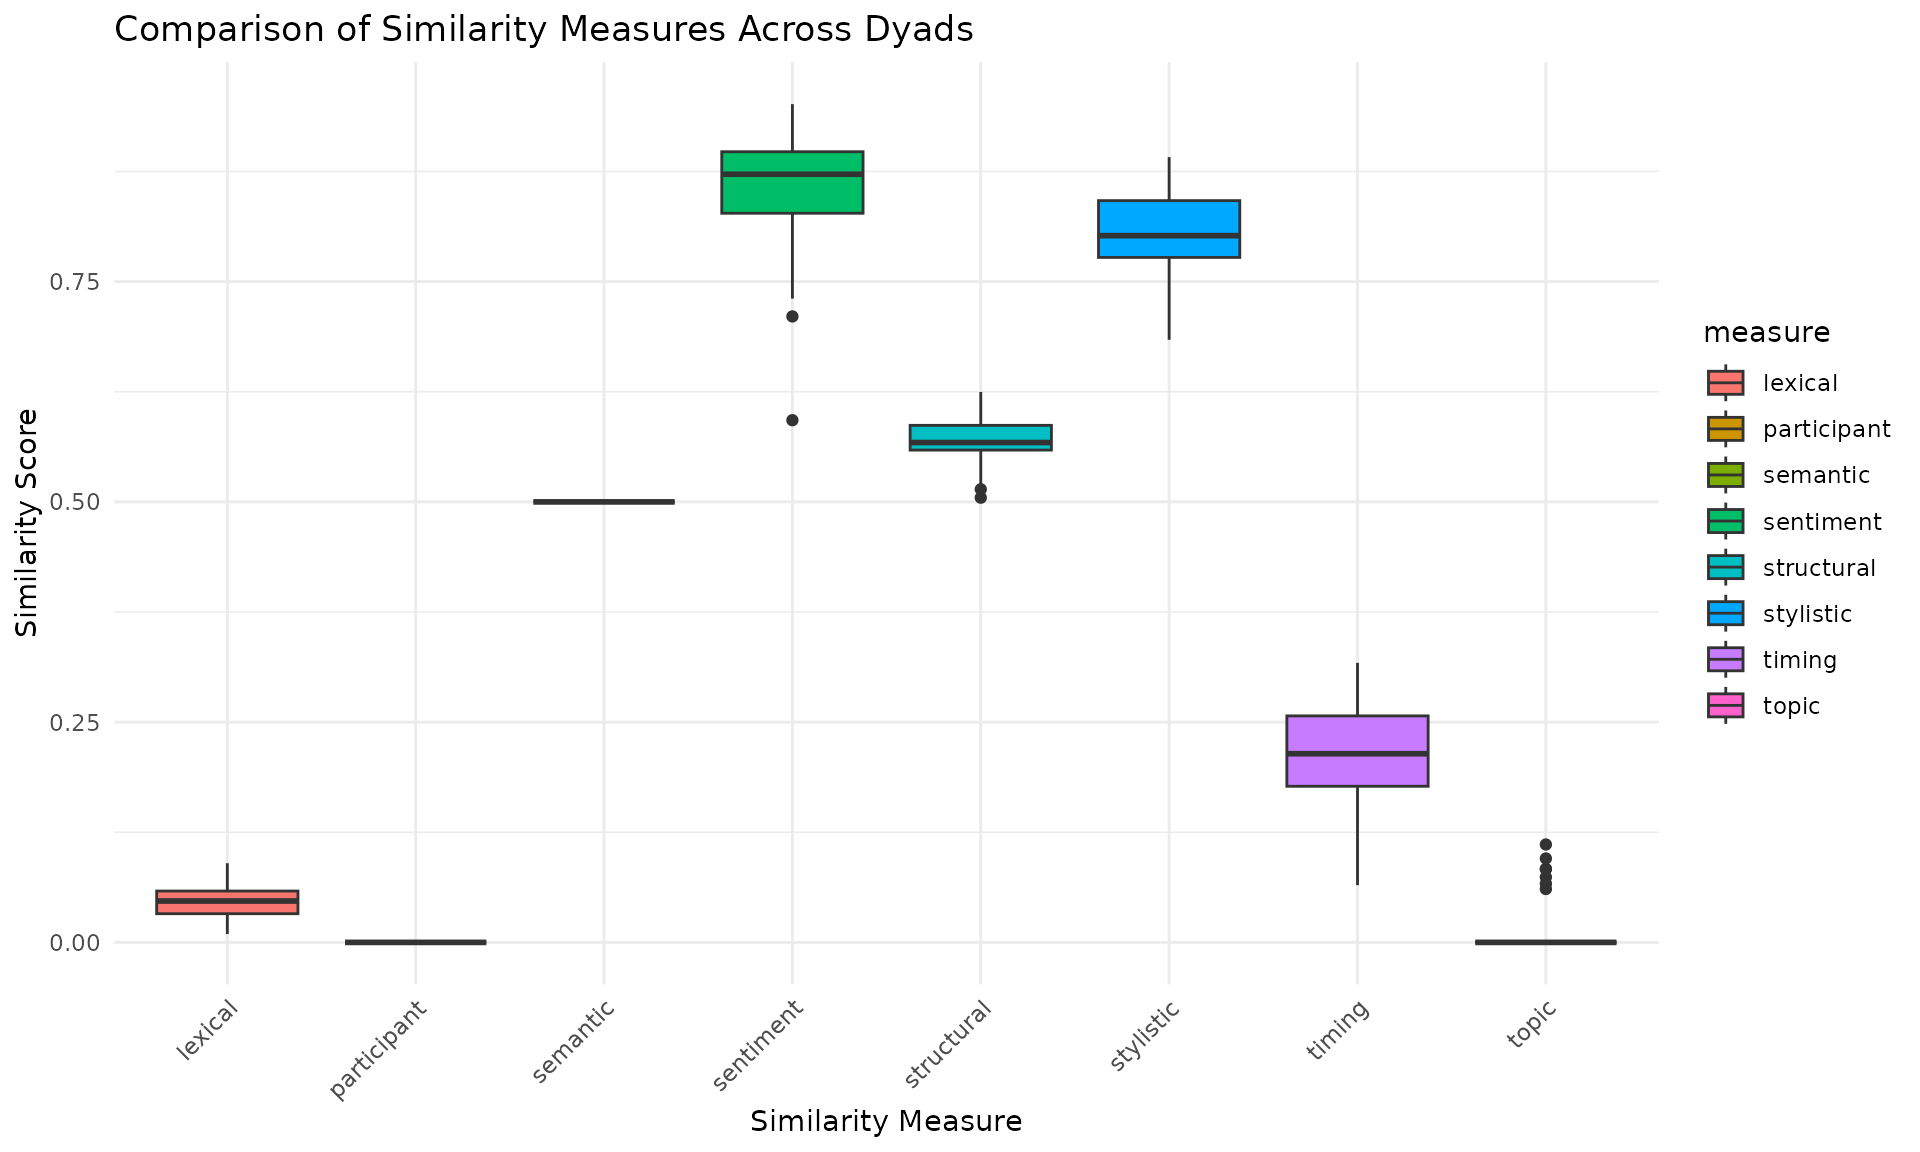 Comparison of Similarity Measures Across Dyads
Similarity Score
0.75
0.50
0.25
0.00
lexical
participant
semantic
sentiment
structural
stylistic
timing
topic
Similarity Measure
measure
lexical
participant
semantic
sentiment
structural
stylistic
timing
topic